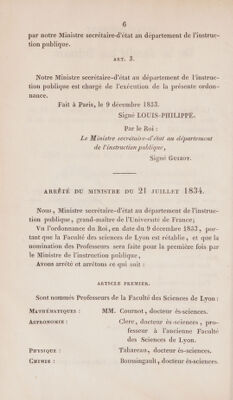 6
par notre Ministre secrétaire-d'état au département de l'instruc-
tion publique.
ART. 3.
Notre Ministre secrétaire-d'état au département de l'instruc-
tion publique est chargé de l'exécution de la présente ordon-
nance.
Fait à Paris, le 9 décembre 1833.
Signé LOUIS-PHILIPPE.
Par le Roi :
Le Ministre secrétaire-d'état au département
de l'instruction publique,
Signé GUIZOT.
ARRÊTÉ DU MINISTRE DU 21 JUILLET 1834.
Nous, Ministre secrétaire-d'état au département de l'instruc-
tion publique, grand-maître de l'Université de France;
Vu l'ordonnance du Roi, en date du 9 décembre 1833, por-
tant que la Faculté des sciences de Lyon est rétablie, et que la
nomination des Professeurs sera faite pour la première fois par
le Ministre de l'instruction publique,
Avons arrêté et arrêtons ce qui suit :
ARTICLE PREMIER.
Sont nommés Professeurs de la Faculté des Sciences de Lyon :
MATHÉMATIQUES : MM. Cournot, docteur ès-sciences.
ASTRONOMIE : Clerc, docteur ès-sciences, pro-
fesseur à l'ancienne Faculté
des Sciences de Lyon.
PHYSIQUE : Tabareau, docteur ès-sciences.
CHIMIE : Boussingault, docteur ès-sciences.